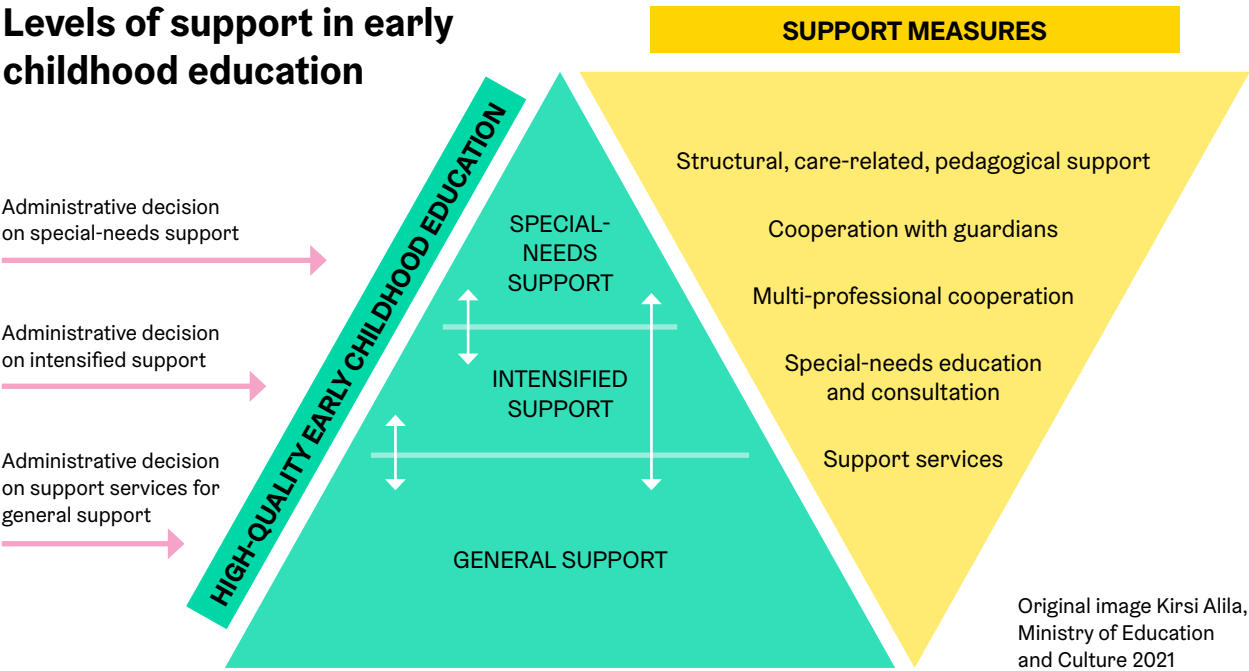 Levels of support in early
childhood education
SUPPORT MEASURES
HIGH-QUALITY EARLY CHILDHOOD EDUCATION
Administrative decision
on special-needs support
Administrative decision
on intensified support
Administrative decision
on support services for
general support
SPECIAL-
NEEDS
SUPPORT
INTENSIFIED
SUPPORT
GENERAL SUPPORT
Structural, care-related, pedagogical support
Cooperation with guardians
Multi-professional cooperation
Special-needs education
and consultation
Support services
Original image Kirsi Alila,
Ministry of Education
and Culture 2021